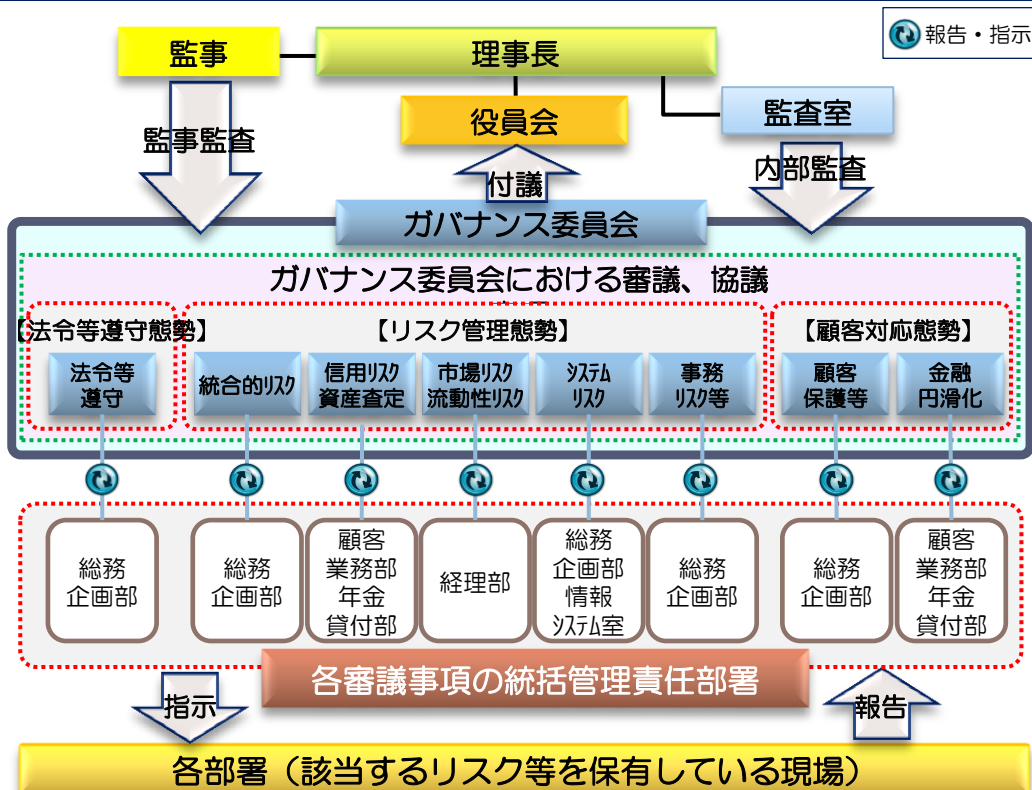 報告・指示
監事
理事長
役員会
監査室
監事監査
付議
内部監査
ガバナンス委員会
ガバナンス委員会における審議、協議
【法令等遵守態勢】
【リスク管理態勢】
【顧客対応態勢】
法令等
遵守
統合的ﾘｽｸ
信用ﾘｽｸ
資産査定
市場ﾘｽｸ
流動性ﾘｽｸ
ｼｽﾃﾑ
ﾘｽｸ
事務
ﾘｽｸ等
顧客
保護等
金融
円滑化
総務
企画部
総務
企画部
顧客
業務部
年金
貸付部
経理部
総務
企画部
情報
ｼｽﾃﾑ室
総務
企画部
総務
企画部
顧客
業務部
年金
貸付部
各審議事項の統括管理責任部署
指示
報告
各部署（該当するリスク等を保有している現場）